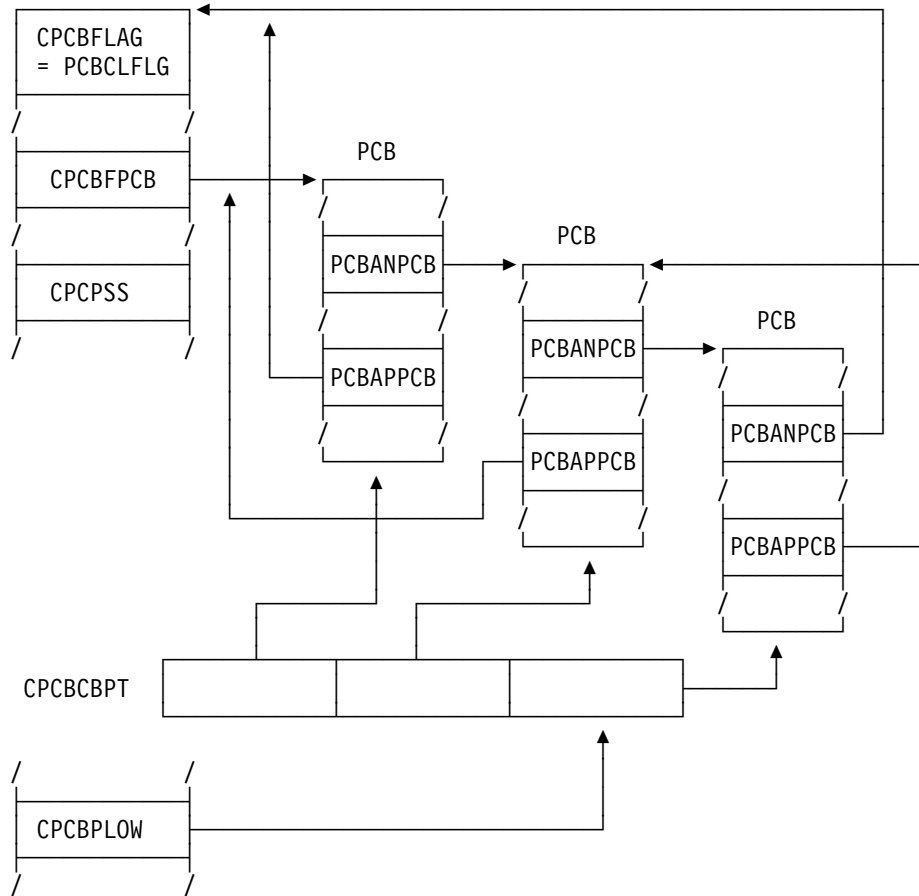 CPCBFLAG
= PCBCLFLG
PCB
CPCBFPCB
PCB
PCBANPCB
CPCPSS
PCB
PCBANPCB
PCBAPPCB
PCBANPCB
PCBAPPCB
PCBAPPCB
CPCBCBPT
CPCBPLOW